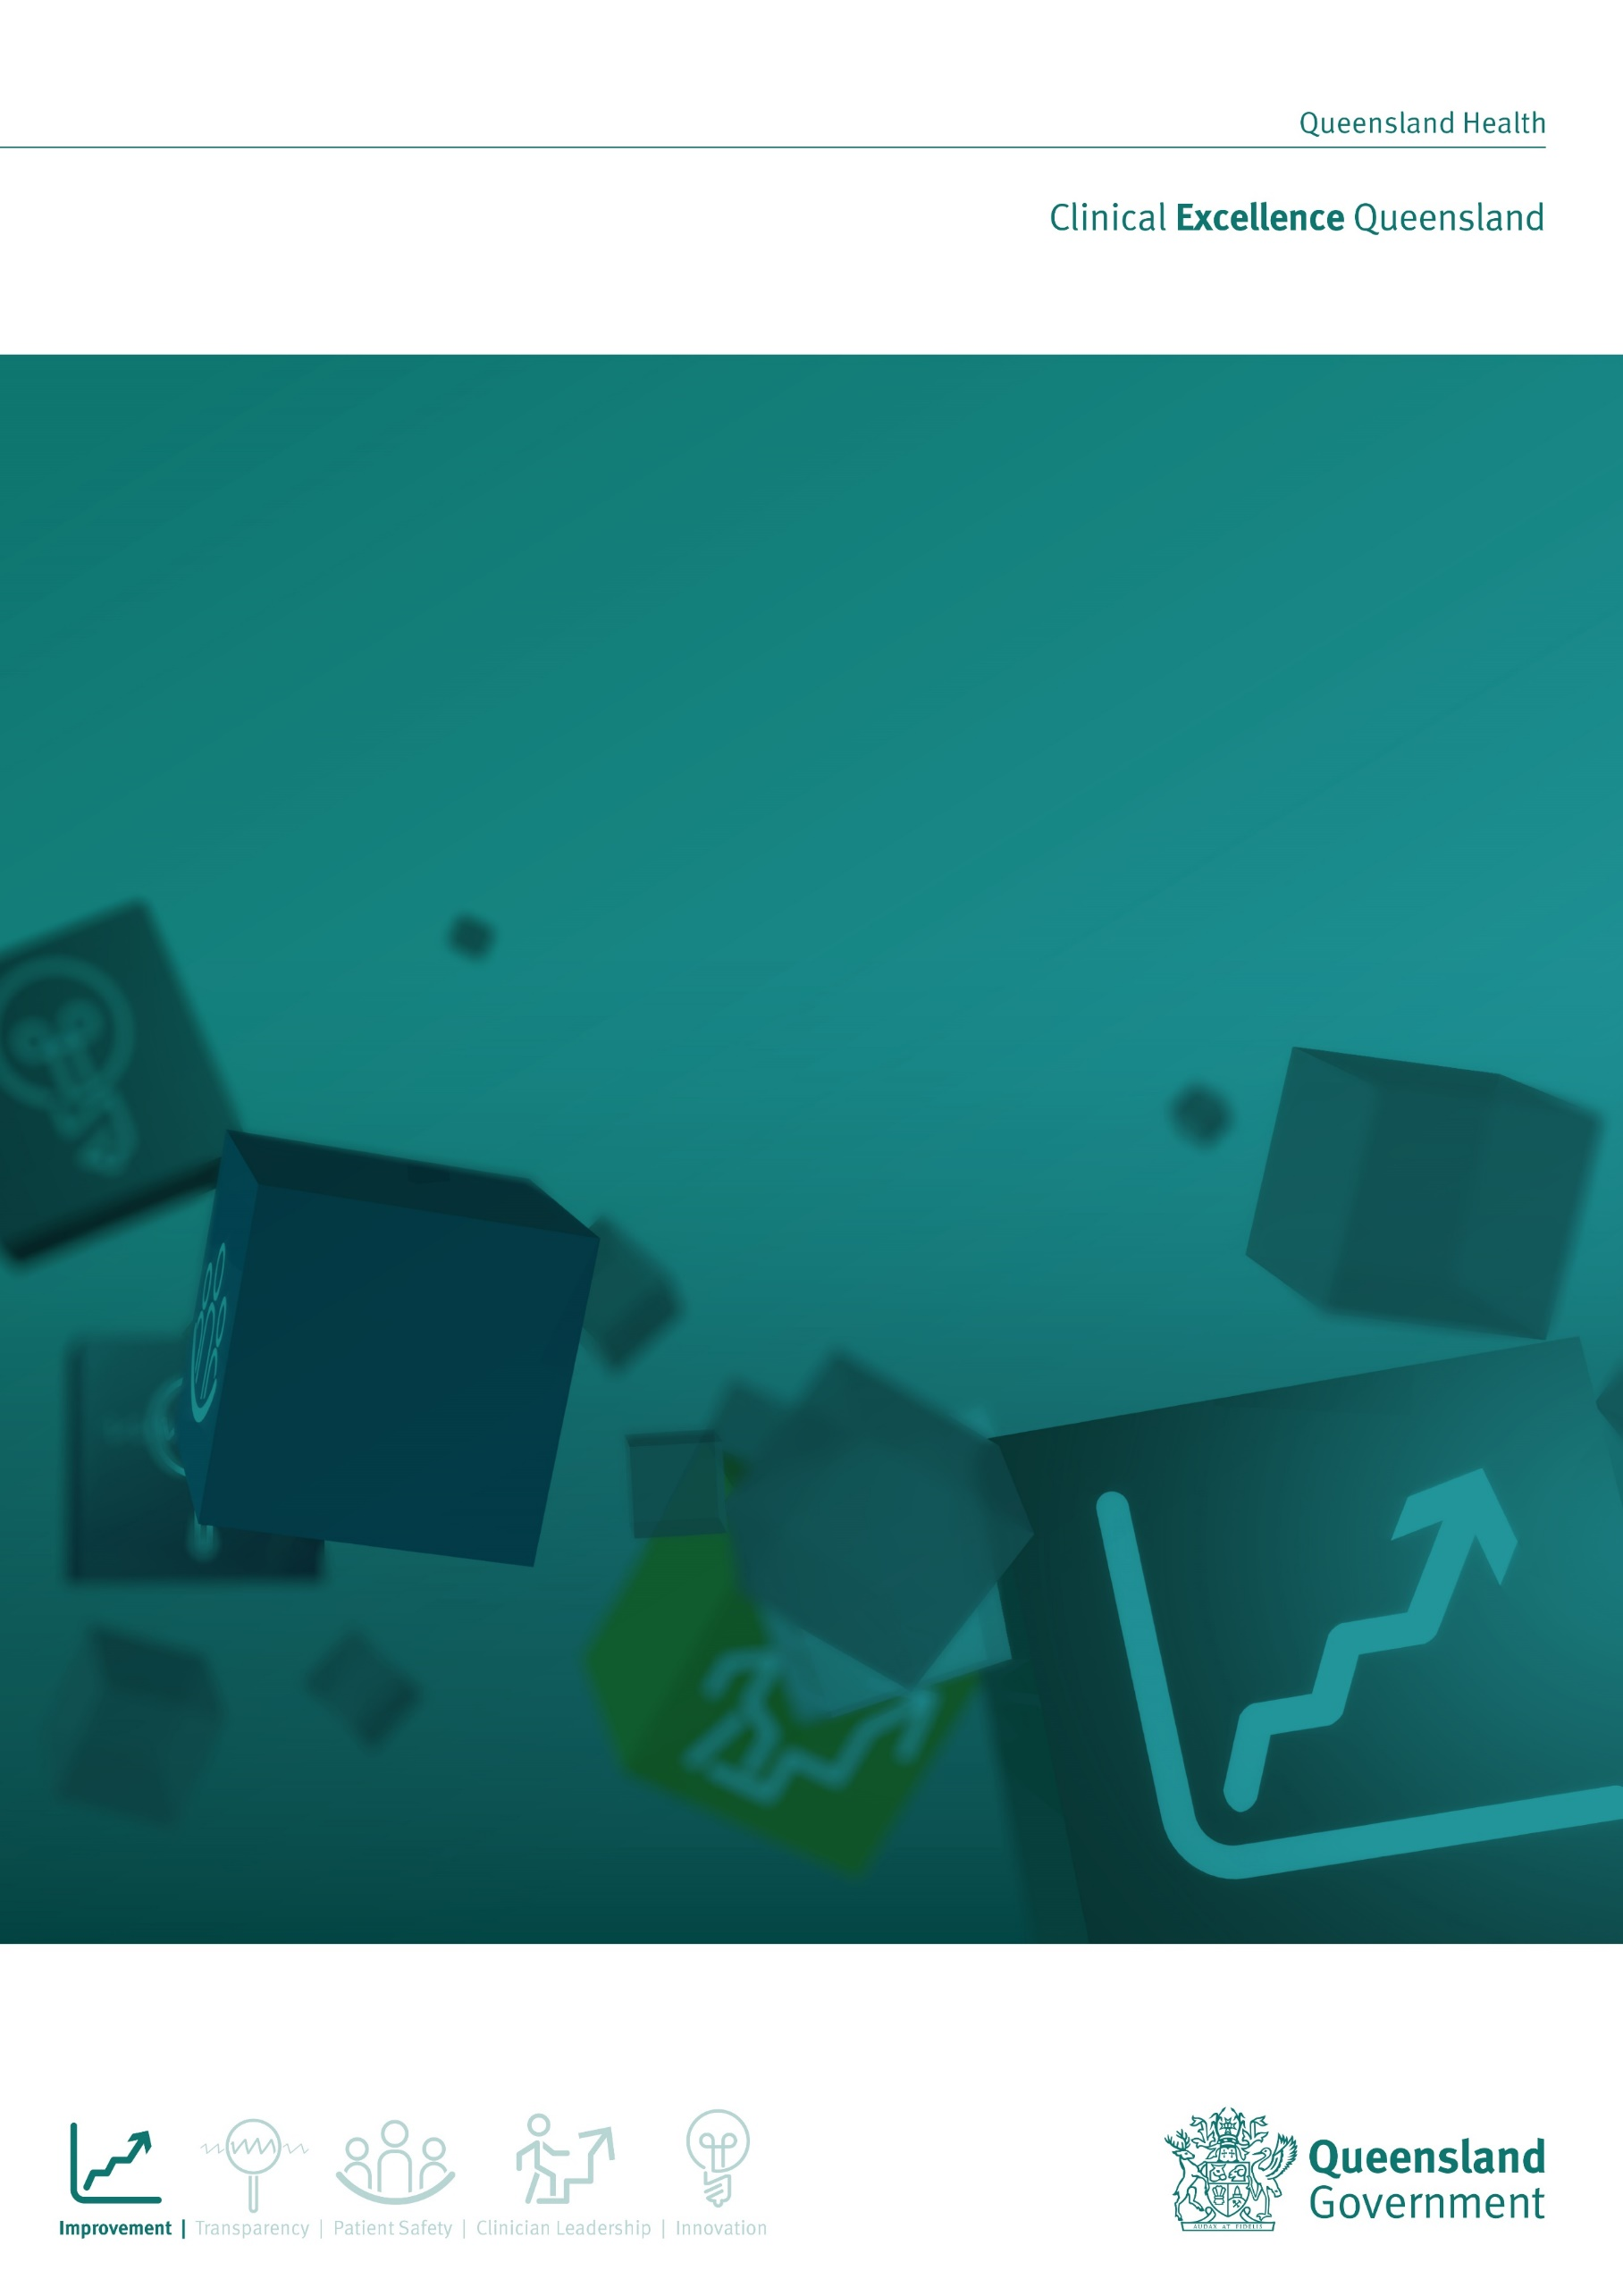 Queensland Health
Clinical Excellence Queensland
Improvement | Transparency | Patient Safety | Clinician Leadership | Innovation
AUDAX AT FIDELIS
Queensland
Government